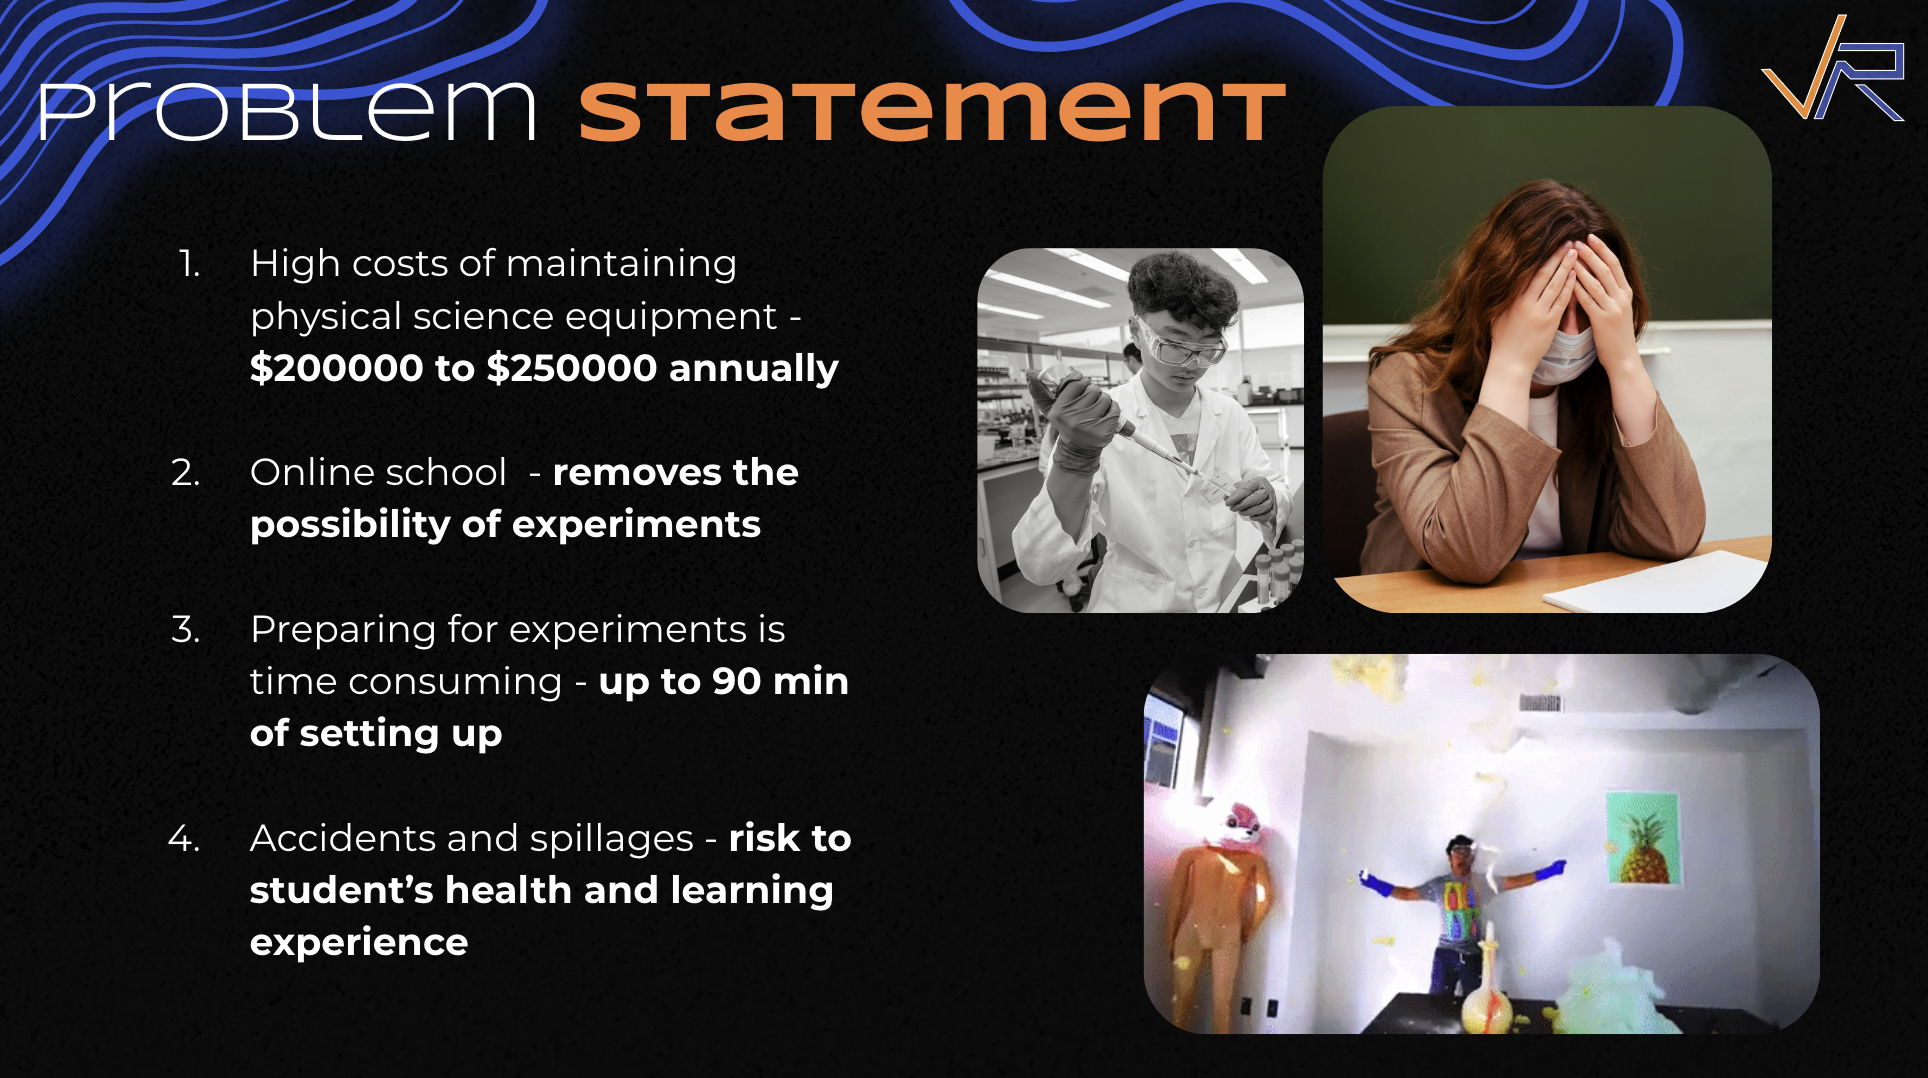 VR
PROBLEM STATEMENT
1. High costs of maintaining
physical science equipment -
$200000 to $250000 annually
2. Online school - removes the
possibility of experiments
3. Preparing for experiments is
time consuming - up to 90 min
of setting up
4. Accidents and spillages - risk to
student’s health and learning
experience